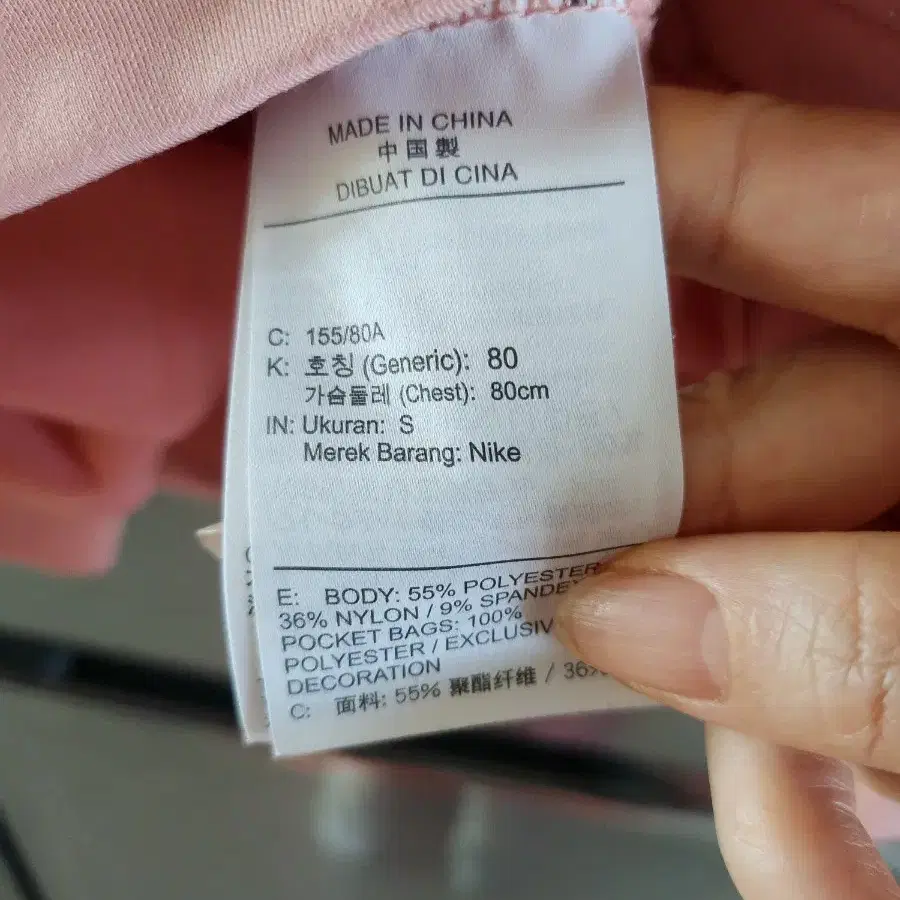 MADE IN CHINA
中国製
DIBUAT DI CINA
C: 155/80A
K: 호칭 (Generic): 80
가슴둘레 (Chest): 80cm
IN: Ukuran: S
Merek Barang: Nike
E: BODY: 55% POLYESTER
36% NYLON / 9% SPANDEX
POCKET BAGS: 100%
POLYESTER / EXCLUSIV
DECORATION
C: 面料: 55% 聚酯纤维 / 36%